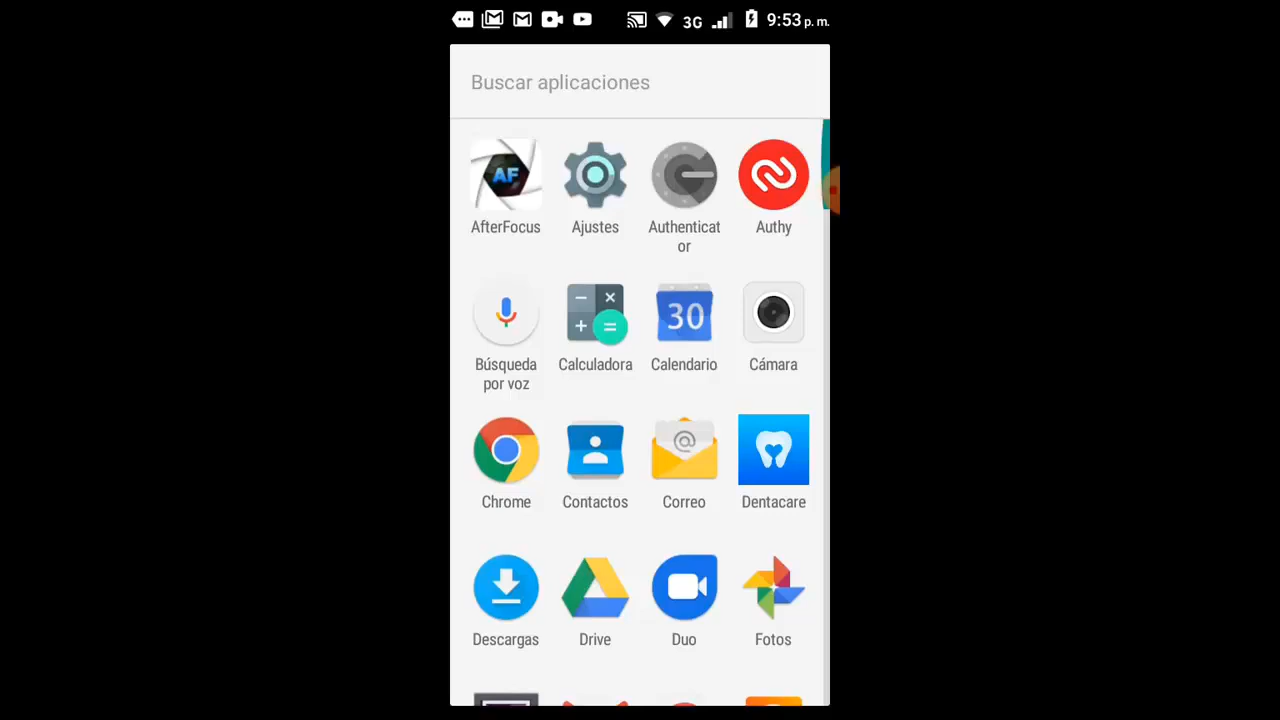 3G 9:53 p. m.
Buscar aplicaciones
AF
AfterFocus Ajustes Authenticat
or Authy
30
Búsqueda
por voz Calculadora Calendario Cámara
Chrome Contactos Correo Dentacare
Descargas Drive Duo Fotos